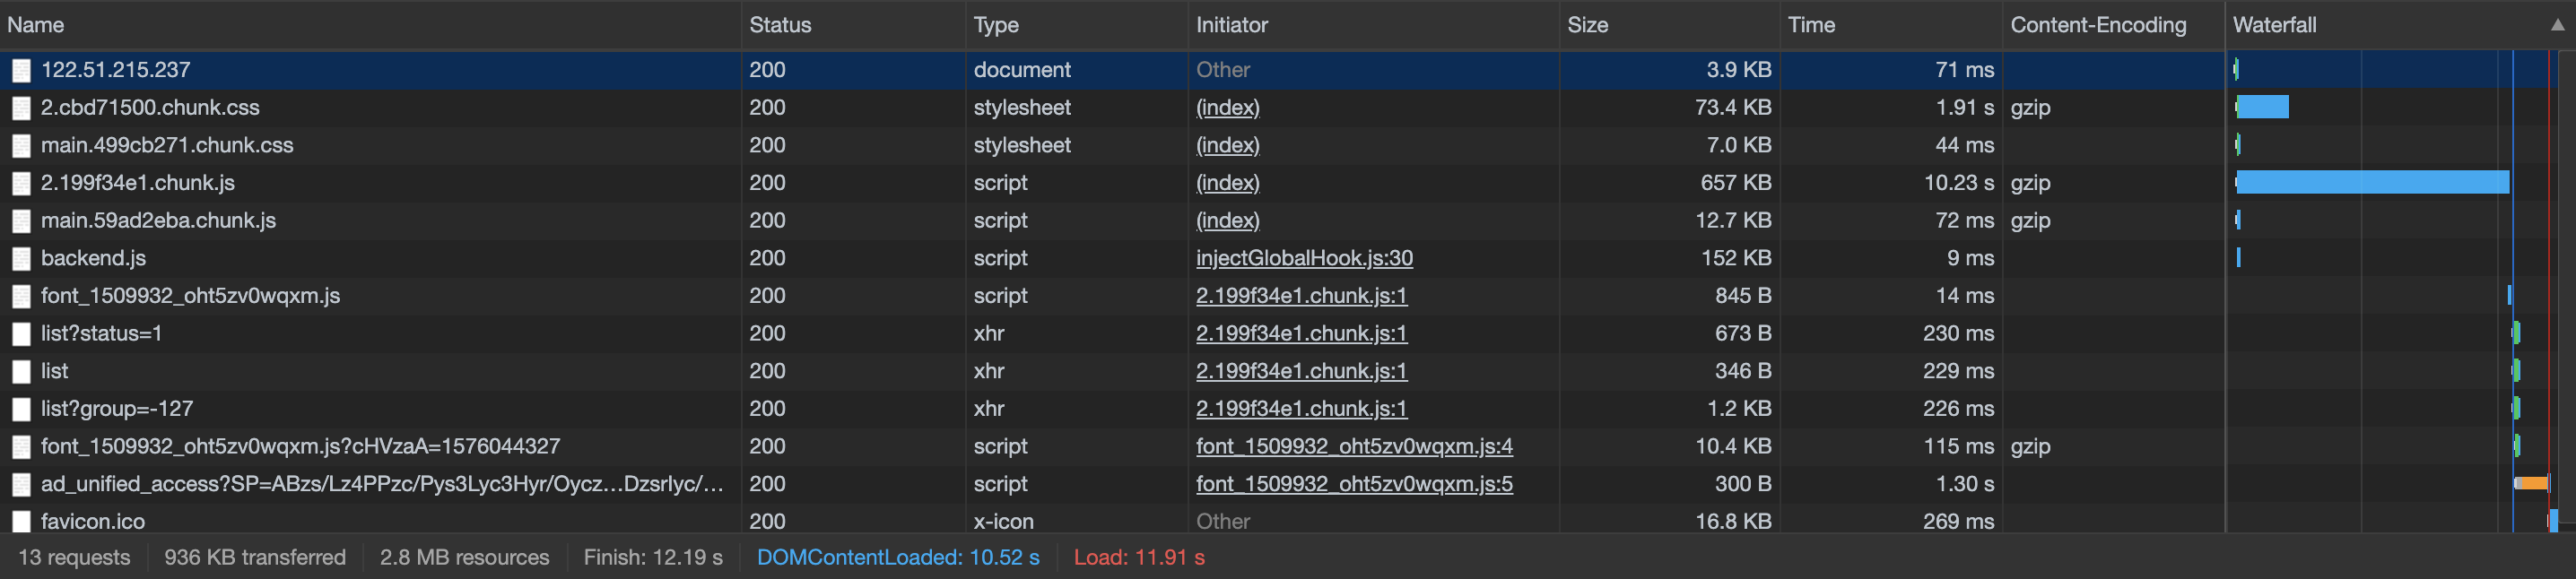 Name Status Type Initiator Size Time Content-Encoding Waterfall
122.51.215.237 200 document Other 3.9 KB 71 ms
2.cbd71500.chunk.css 200 stylesheet (index) 73.4 KB 1.91 s gzip
main.499cb271.chunk.css 200 stylesheet (index) 7.0 KB 44 ms
2.199f34e1.chunk.js 200 script (index) 657 KB 10.23 s gzip
main.59ad2eba.chunk.js 200 script (index) 12.7 KB 72 ms gzip
backend.js 200 script injectGlobalHook.js:30 152 KB 9 ms
font_1509932_oht5zv0wqxm.js 200 script 2.199f34e1.chunk.js:1 845 B 14 ms
list?status=1 200 xhr 2.199f34e1.chunk.js:1 673 B 230 ms
list 200 xhr 2.199f34e1.chunk.js:1 346 B 229 ms
list?group=-127 200 xhr 2.199f34e1.chunk.js:1 1.2 KB 226 ms
font_1509932_oht5zv0wqxm.js?cHVzaA=1576044327 200 script font_1509932_oht5zv0wqxm.js:4 10.4 KB 115 ms gzip
ad_unified_access?SP=ABzs/Lz4PPzc/Pys3Lyc3Hyr/Oycz…Dzsrlyc/… 200 script font_1509932_oht5zv0wqxm.js:5 300 B 1.30 s
favicon.ico 200 x-icon Other 16.8 KB 269 ms
13 requests 936 KB transferred 2.8 MB resources Finish: 12.19 s DOMContentLoaded: 10.52 s Load: 11.91 s